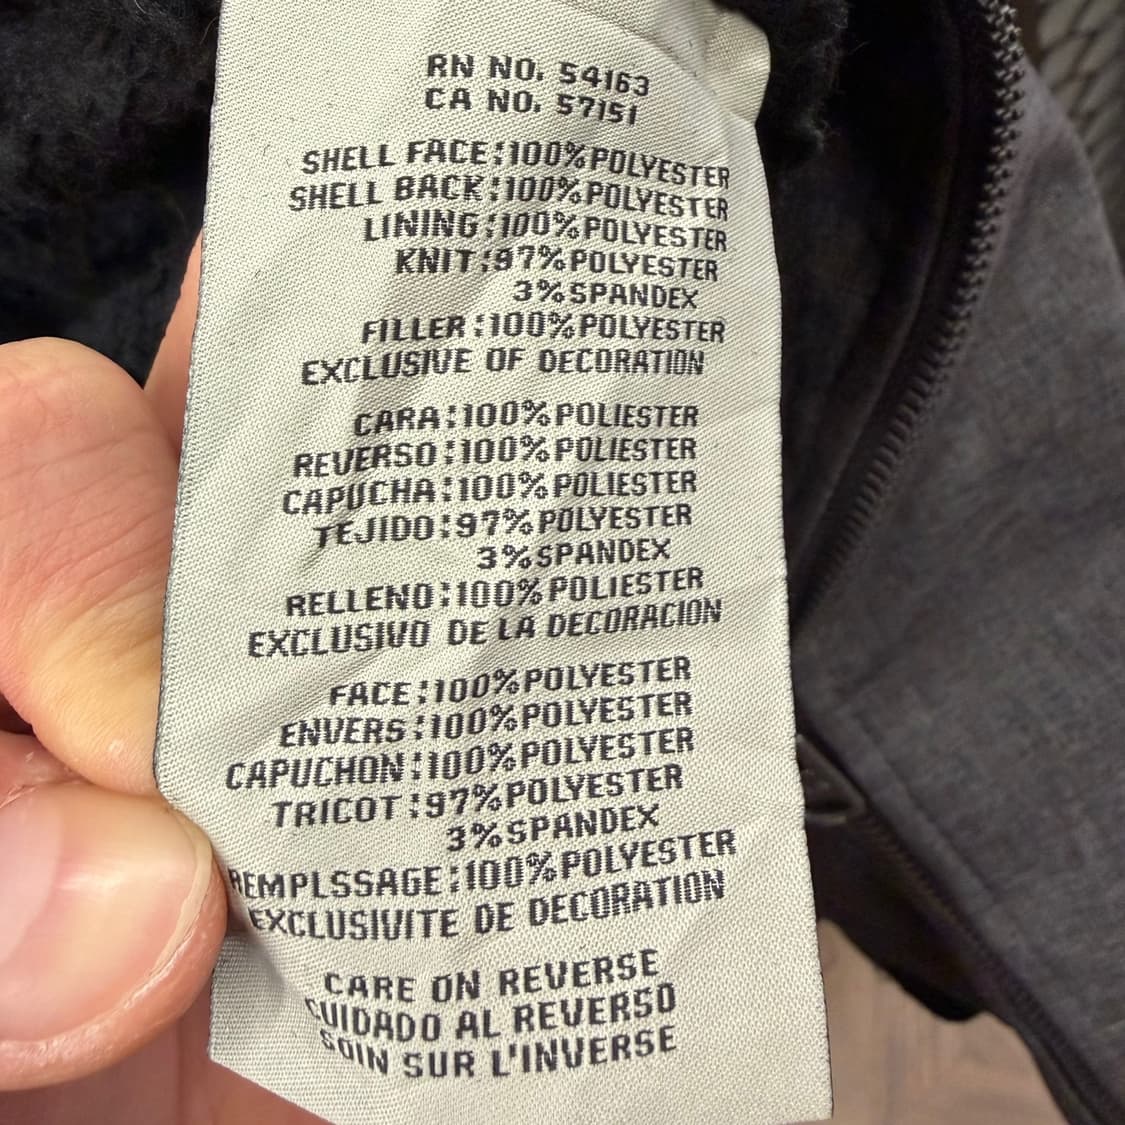 RN NO. 54163
CA NO. 57151
SHELL FACE:100%POLYESTER
SHELL BACK:100%POLYESTER
LINING:100%POLYESTER
KNIT:97%POLYESTER
3%SPANDEX
FILLER:100%POLYESTER
EXCLUSIVE OF DECORATION
CARA:100%POLIESTER
REVERSO:100%POLIESTER
CAPUCHA:100%POLIESTER
TEJIDO:97%POLYESTER
3%SPANDEX
RELLENO:100%POLIESTER
EXCLUSIVO DE LA DECORACION
FACE:100%POLYESTER
ENVERS:100%POLYESTER
CAPUCHON:100%POLYESTER
TRICOT:97%POLYESTER
3%SPANDEX
REMPLSSAGE:100%POLYESTER
EXCLUSIVITE DE DECORATION
CARE ON REVERSE
CUIDADO AL REVERSO
SOIN SUR L'INVERSE